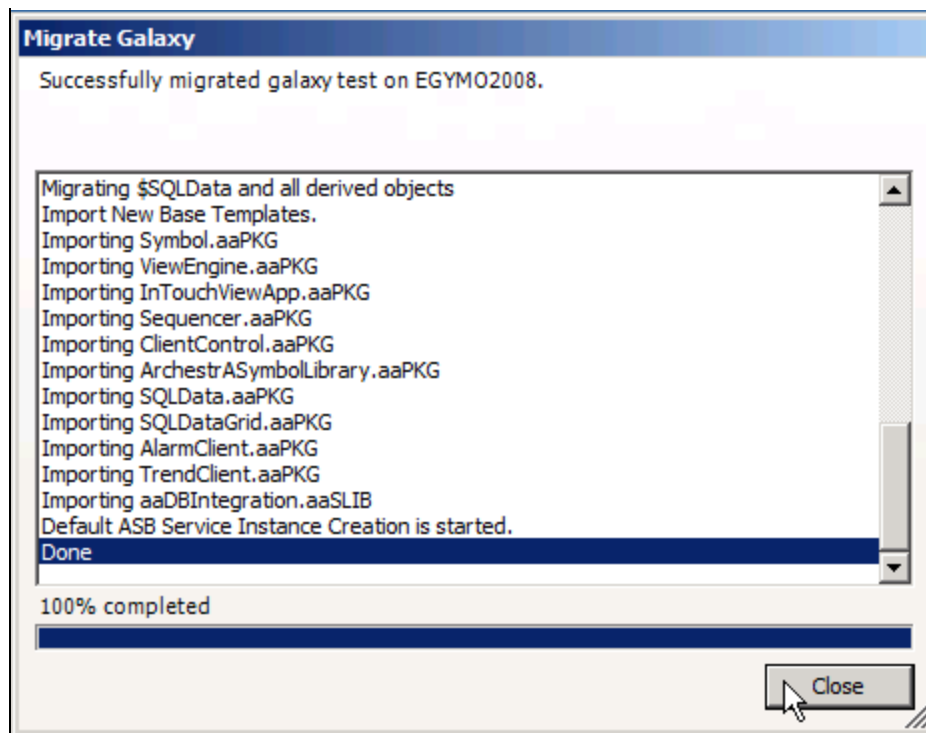 Migrate Galaxy
Successfully migrated galaxy test on EGYMO2008.
Migrating $SQLData and all derived objects
Import New Base Templates.
Importing Symbol.aaPKG
Importing ViewEngine.aaPKG
Importing InTouchViewApp.aaPKG
Importing Sequencer.aaPKG
Importing ClientControl.aaPKG
Importing ArchestrASymbolLibrary.aaPKG
Importing SQLData.aaPKG
Importing SQLDataGrid.aaPKG
Importing AlarmClient.aaPKG
Importing TrendClient.aaPKG
Importing aaDBIntegration.aaSLIB
Default ASB Service Instance Creation is started.
Done
100% completed
Close